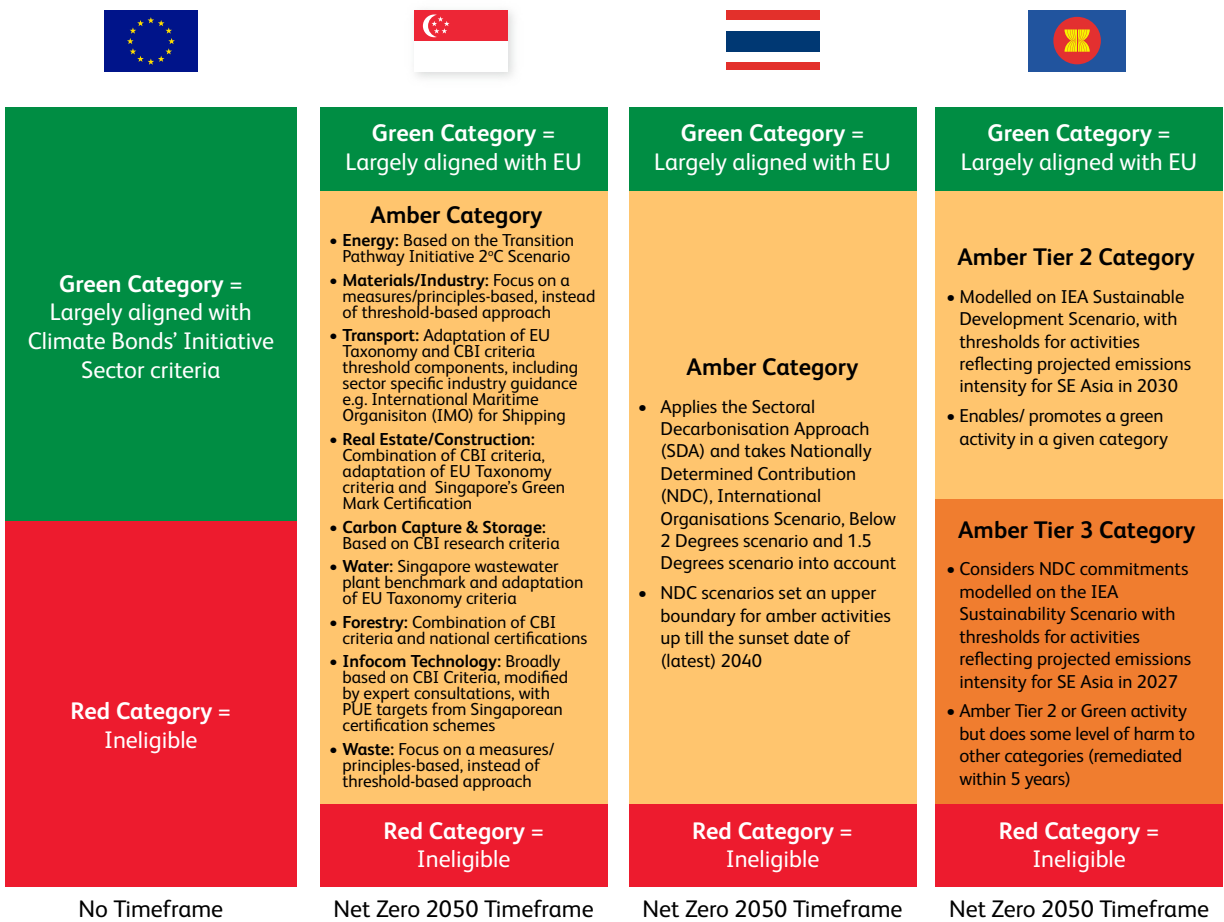 Green Category =
Largely aligned with
Climate Bonds' Initiative
Sector criteria
Red Category =
Ineligible
No Timeframe
Green Category =
Largely aligned with EU
Amber Category
• Energy: Based on the Transition
Pathway Initiative 2°C Scenario
• Materials/Industry: Focus on a
measures/principles-based, instead
of threshold-based approach
• Transport: Adaptation of EU
Taxonomy and CBI criteria
threshold components, including
sector specific industry guidance
e.g. International Maritime
Organisiton (IMO) for Shipping
• Real Estate/Construction:
Combination of CBI criteria,
adaptation of EU Taxonomy
criteria and Singapore's Green
Mark Certification
• Carbon Capture & Storage:
Based on CBI research criteria
• Water: Singapore wastewater
plant benchmark and adaptation
of EU Taxonomy criteria
• Forestry: Combination of CBI
criteria and national certifications
• Infocom Technology: Broadly
based on CBI Criteria, modified
by expert consultations, with
PUE targets from Singaporean
certification schemes
• Waste: Focus on a measures/
principles-based, instead of
threshold-based approach
Red Category =
Ineligible
Net Zero 2050 Timeframe
Green Category =
Largely aligned with EU
Amber Category
• Applies the Sectoral
Decarbonisation Approach
(SDA) and takes Nationally
Determined Contribution
(NDC), International
Organisations Scenario, Below
2 Degrees scenario and 1.5
Degrees scenario into account
• NDC scenarios set an upper
boundary for amber activities
up till the sunset date of
(latest) 2040
Red Category =
Ineligible
Net Zero 2050 Timeframe
Green Category =
Largely aligned with EU
Amber Tier 2 Category
• Modelled on IEA Sustainable
Development Scenario, with
thresholds for activities
reflecting projected emissions
intensity for SE Asia in 2030
• Enables/ promotes a green
activity in a given category
Amber Tier 3 Category
• Considers NDC commitments
modelled on the IEA
Sustainability Scenario with
thresholds for activities
reflecting projected emissions
intensity for SE Asia in 2027
• Amber Tier 2 or Green activity
but does some level of harm to
other categories (remediated
within 5 years)
Red Category =
Ineligible
Net Zero 2050 Timeframe